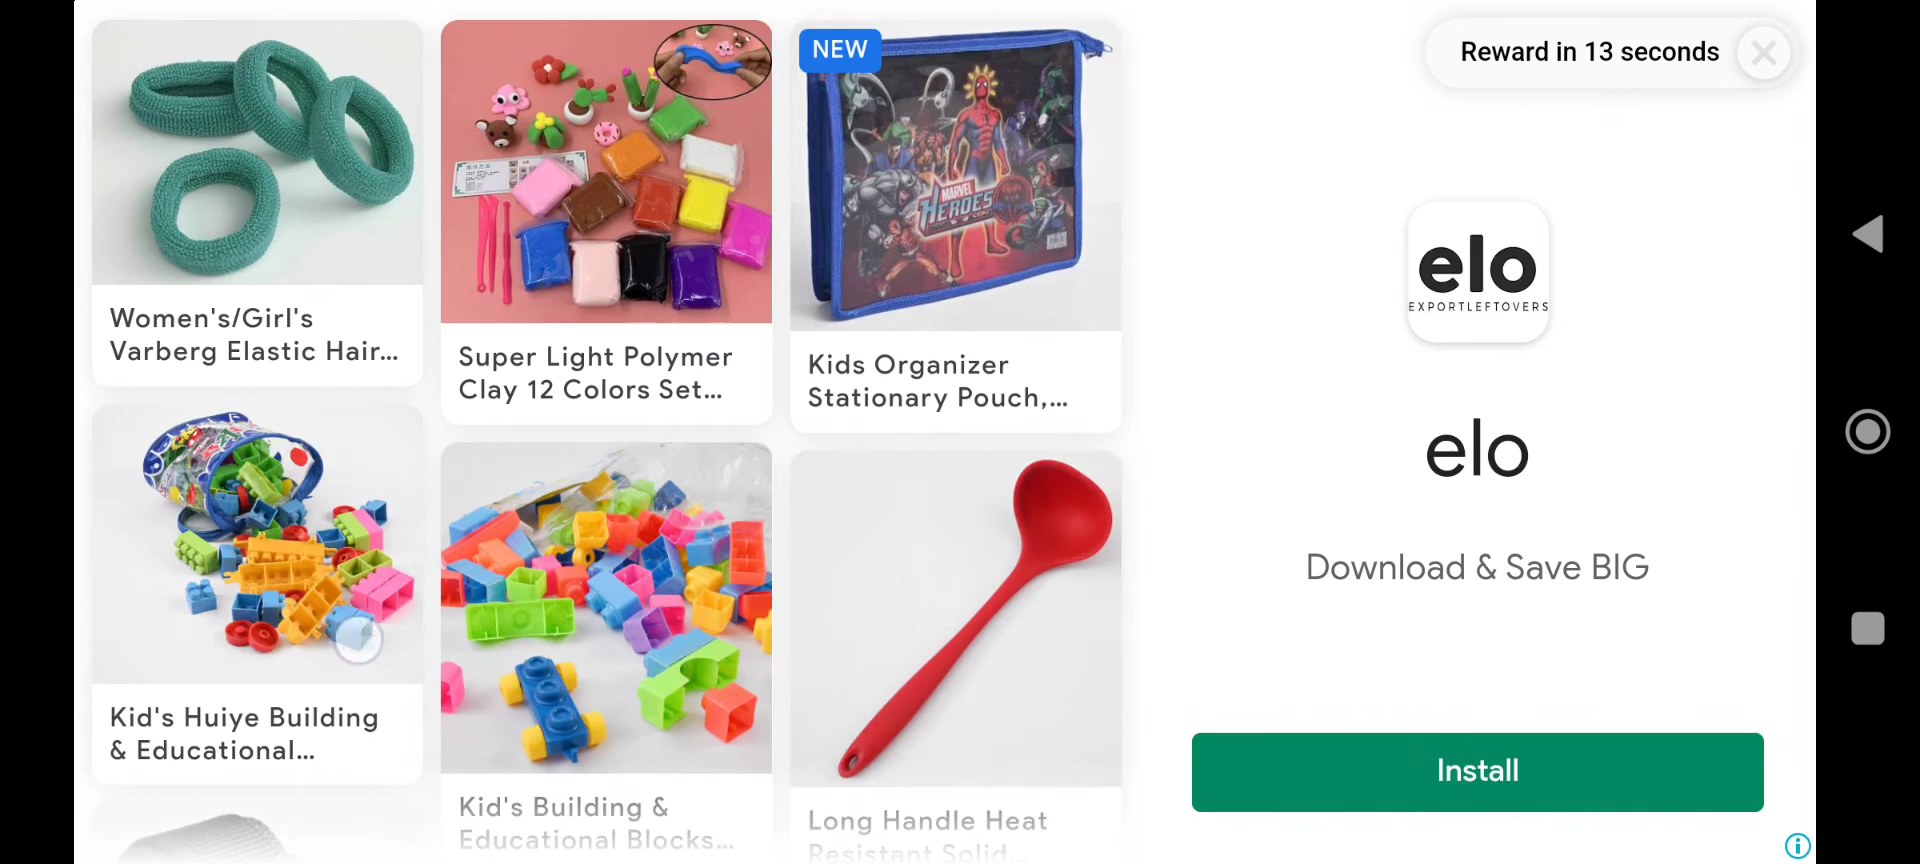 Women's/Girl's
Varberg Elastic Hair...
Super Light Polymer
Clay 12 Colors Set...
NEW
MARVEL
HEROES
Kids Organizer
Stationary Pouch,...
Kid's Huiye Building
& Educational...
Kid's Building &
Educational Blocks...
Long Handle Heat
Resistant Solid...
Reward in 13 seconds
elo
EXPORTLEFTOVERS
elo
Download & Save BIG
Install